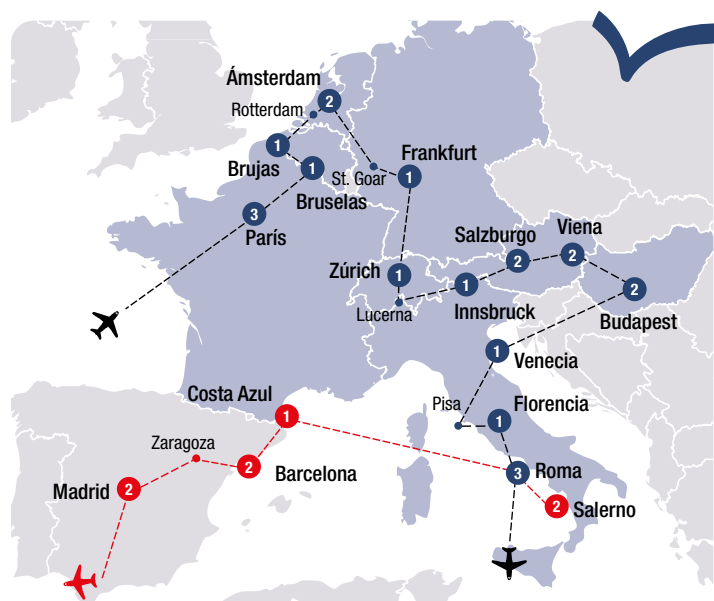 Ámsterdam
2
Rotterdam
1
Brujas
St. Goar
Frankfurt
1
1
Bruselas
3
París
Salzburgo
Viena
2
2
Zúrich
1
1
2
Lucerna
Innsbruck
Budapest
1
Venecia
Costa Azul
1
Pisa
Florencia
1
Zaragoza
2
Barcelona
3
Roma
Madrid
2
2
Salerno